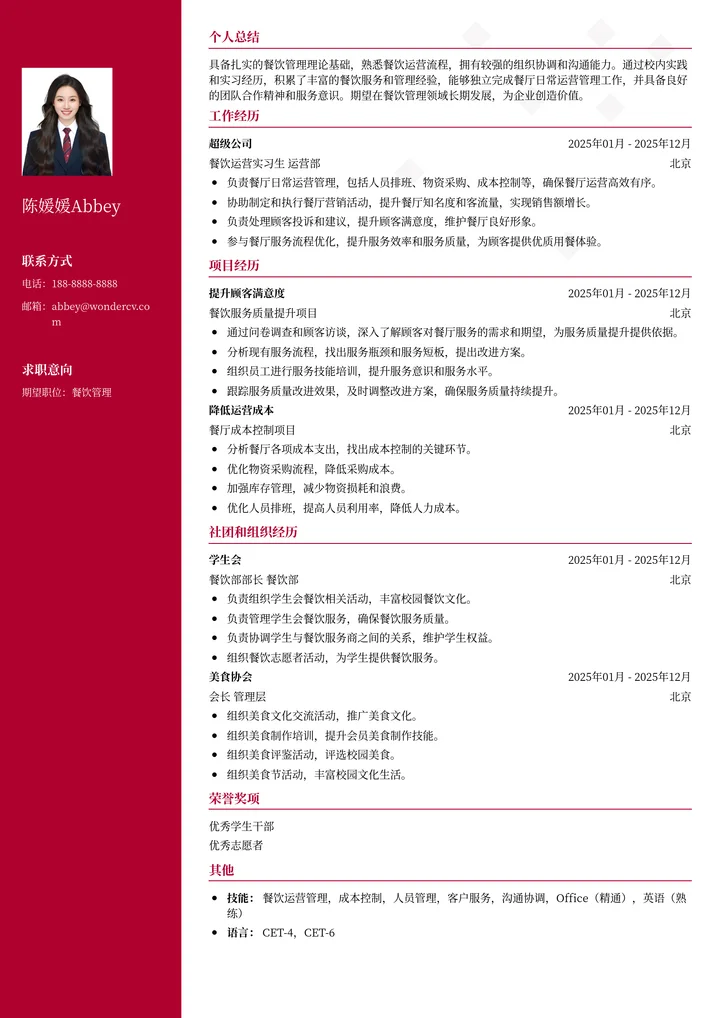 陈媛媛Abbey
联系方式
电话：188-8888-8888
邮箱：abbey@wondercv.co
m
求职意向
期望职位：餐饮管理
个人总结
具备扎实的餐饮管理理论基础，熟悉餐饮运营流程，拥有较强的组织协调和沟通能力。通过校内实践
和实习经历，积累了丰富的餐饮服务和管理经验，能够独立完成餐厅日常运营管理工作，并具备良好
的团队合作精神和服务意识。期望在餐饮管理领域长期发展，为企业创造价值。
工作经历
超级公司 2025年01月 - 2025年12月
餐饮运营实习生 运营部 北京
• 负责餐厅日常运营管理，包括人员排班、物资采购、成本控制等，确保餐厅运营高效有序。
• 协助制定和执行餐厅营销活动，提升餐厅知名度和客流量，实现销售额增长。
• 负责处理顾客投诉和建议，提升顾客满意度，维护餐厅良好形象。
• 参与餐厅服务流程优化，提升服务效率和服务质量，为顾客提供优质用餐体验。
项目经历
提升顾客满意度 2025年01月 - 2025年12月
餐饮服务质量提升项目 北京
• 通过问卷调查和顾客访谈，深入了解顾客对餐厅服务的需求和期望，为服务质量提升提供依据。
• 分析现有服务流程，找出服务瓶颈和服务短板，提出改进方案。
• 组织员工进行服务技能培训，提升服务意识和服务水平。
• 跟踪服务质量改进效果，及时调整改进方案，确保服务质量持续提升。
降低运营成本 2025年01月 - 2025年12月
餐厅成本控制项目 北京
• 分析餐厅各项成本支出，找出成本控制的关键环节。
• 优化物资采购流程，降低采购成本。
• 加强库存管理，减少物资损耗和浪费。
• 优化人员排班，提高人员利用率，降低人力成本。
社团和组织经历
学生会 2025年01月 - 2025年12月
餐饮部部长 餐饮部 北京
• 负责组织学生会餐饮相关活动，丰富校园餐饮文化。
• 负责管理学生会餐饮服务，确保餐饮服务质量。
• 负责协调学生与餐饮服务商之间的关系，维护学生权益。
• 组织餐饮志愿者活动，为学生提供餐饮服务。
美食协会 2025年01月 - 2025年12月
会长 管理层 北京
• 组织美食文化交流活动，推广美食文化。
• 组织美食制作培训，提升会员美食制作技能。
• 组织美食评鉴活动，评选校园美食。
• 组织美食节活动，丰富校园文化生活。
荣誉奖项
优秀学生干部
优秀志愿者
其他
• 技能： 餐饮运营管理，成本控制，人员管理，客户服务，沟通协调，Office（精通），英语（熟
练）
• 语言： CET-4，CET-6